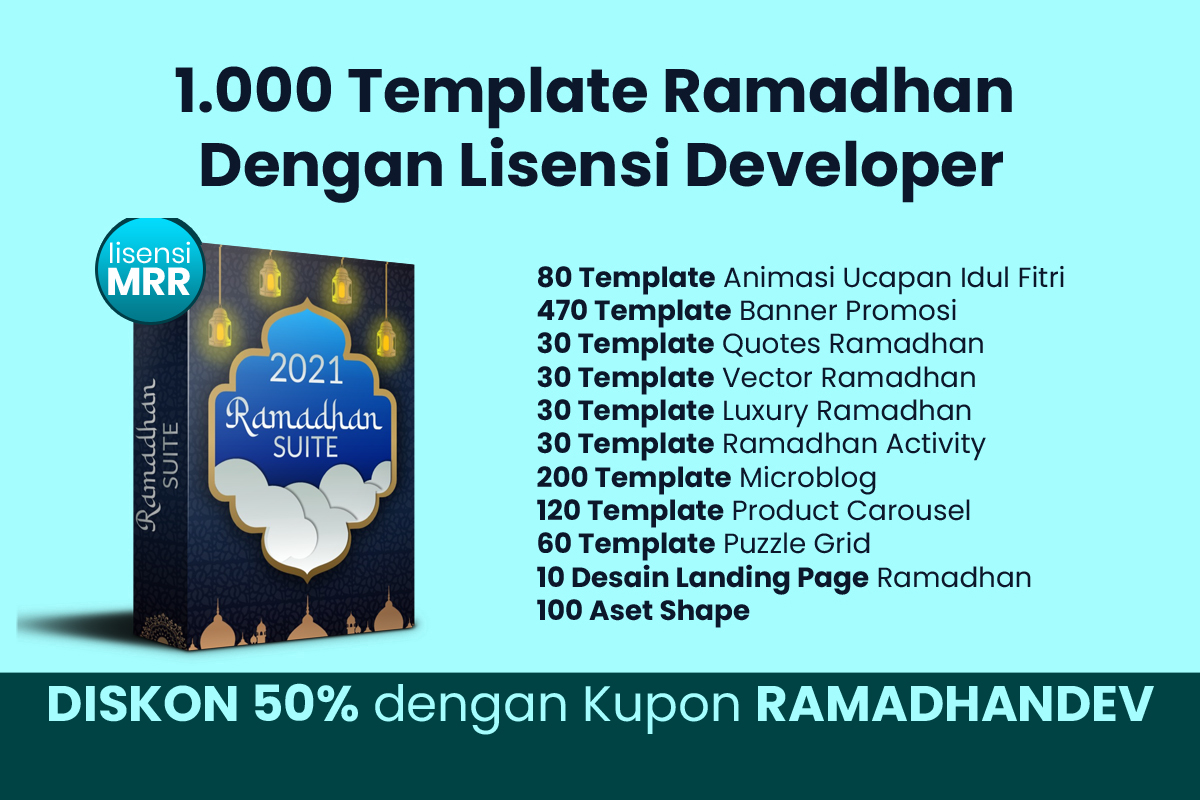 1.000 Template Ramadhan
Dengan Lisensi Developer
lisensi
MRR
2021
Ramadhan
SUITE
Ramadhan
SUITE
80 Template Animasi Ucapan Idul Fitri
470 Template Banner Promosi
30 Template Quotes Ramadhan
30 Template Vector Ramadhan
30 Template Luxury Ramadhan
30 Template Ramadhan Activity
200 Template Microblog
120 Template Product Carousel
60 Template Puzzle Grid
10 Desain Landing Page Ramadhan
100 Aset Shape
DISKON 50% dengan Kupon RAMADHANDEV